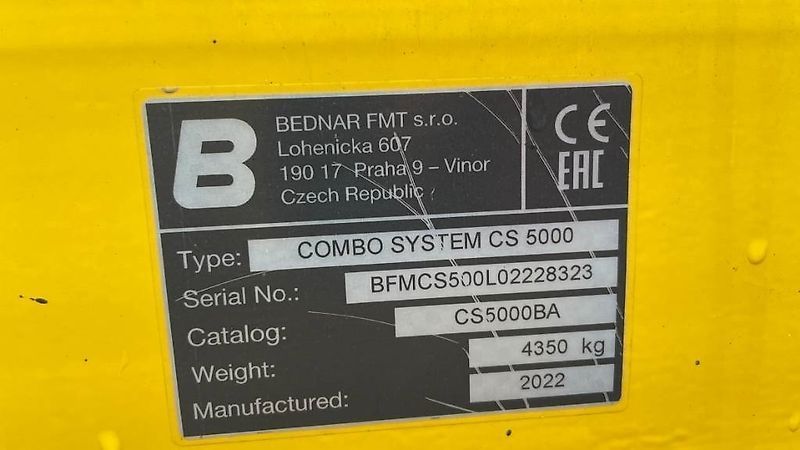 B
BEDNAR FMT s.r.o.
Lohenicka 607
190 17 Praha 9 – Vinor
Czech Republic
CE
EAC
Type: COMBO SYSTEM CS 5000
Serial No.: BFMCS500L02228323
Catalog: CS5000BA
Weight: 4350 kg
Manufactured: 2022